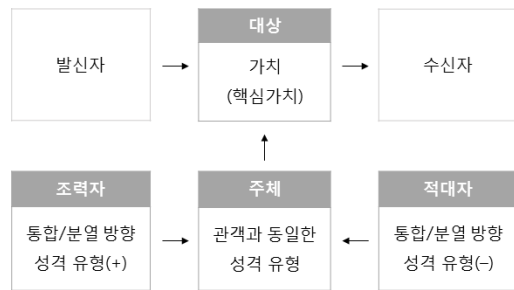 대상
발신자
가치
(핵심가치)
수신자
조력자
주체
적대자
통합/분열 방향
성격 유형(+)
관객과 동일한
성격 유형
통합/분열 방향
성격 유형(–)